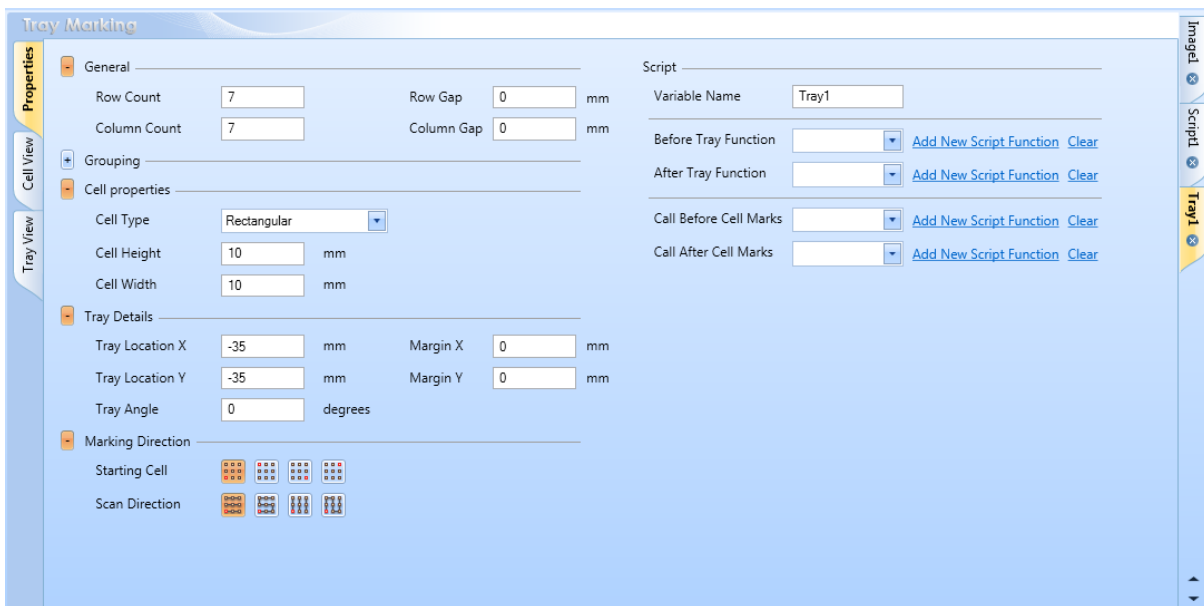 Tray Marking
Properties
Cell View
Tray View
General
Row Count 7 Row Gap 0 mm
Column Count 7 Column Gap 0 mm
Grouping
Cell properties
Cell Type Rectangular
Cell Height 10 mm
Cell Width 10 mm
Tray Details
Tray Location X -35 mm Margin X 0 mm
Tray Location Y -35 mm Margin Y 0 mm
Tray Angle 0 degrees
Marking Direction
Starting Cell
Scan Direction
Script
Variable Name Tray1
Before Tray Function Add New Script Function Clear
After Tray Function Add New Script Function Clear
Call Before Cell Marks Add New Script Function Clear
Call After Cell Marks Add New Script Function Clear
Image1
Script1
Tray1